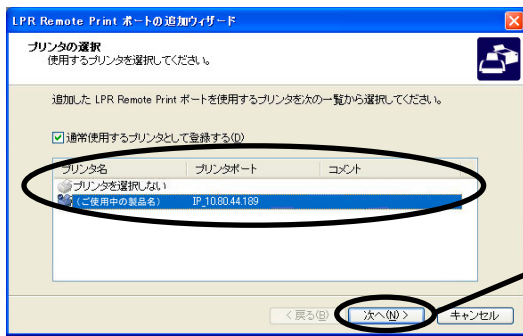 LPR Remote Print ポートの追加ウィザード
プリンタの選択
使用するプリンタを選択してください。
追加した LPR Remote Print ポートを使用するプリンタを次の一覧から選択してください。
通常使用するプリンタとして登録する(D)
プリンタ名 プリンタポート コメント
プリンタを選択しない
(ご使用中の製品名) IP_10.80.44.189
< 戻る(B) 次へ(N) > キャンセル